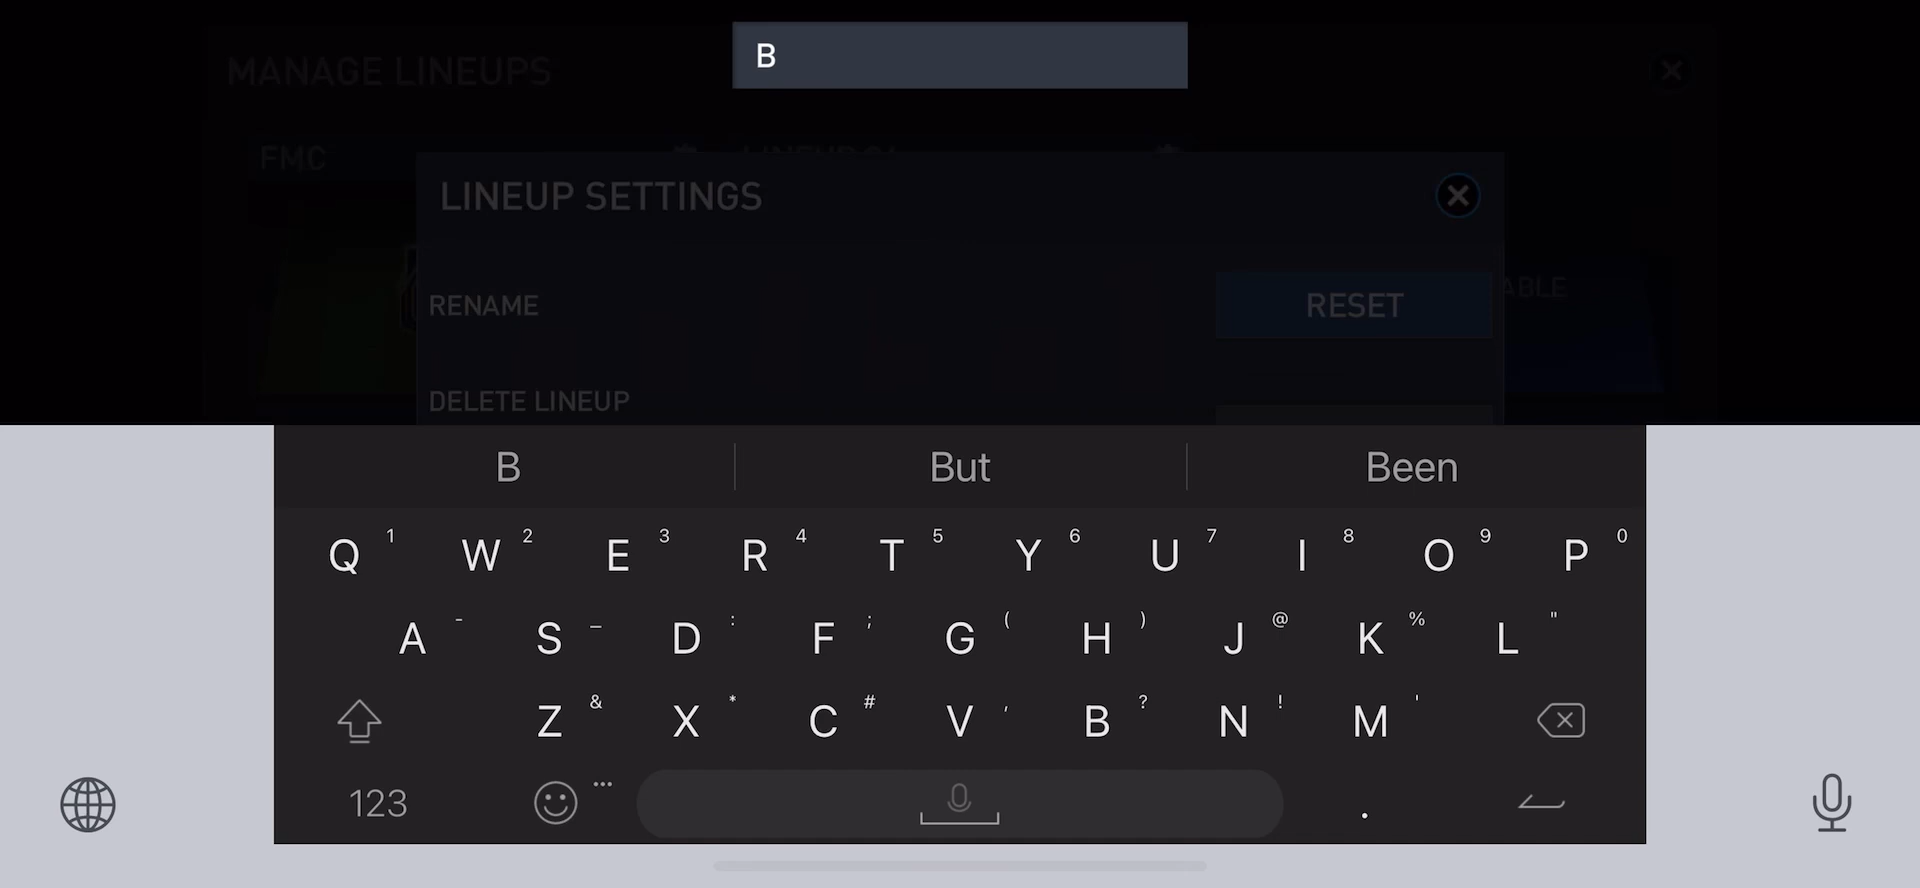 B
MANAGE LINEUPS
FMC
LINEUP SETTINGS
RENAME
RESET
ABLE
DELETE LINEUP
B But Been
Q 1 W 2 E 3 R 4 T 5 Y 6 U 7 I 8 O 9 P 0
A - S _ D : F ; G ( H ) J @ K % L "
Z & X * C # V , B ? N ! M '
123 .